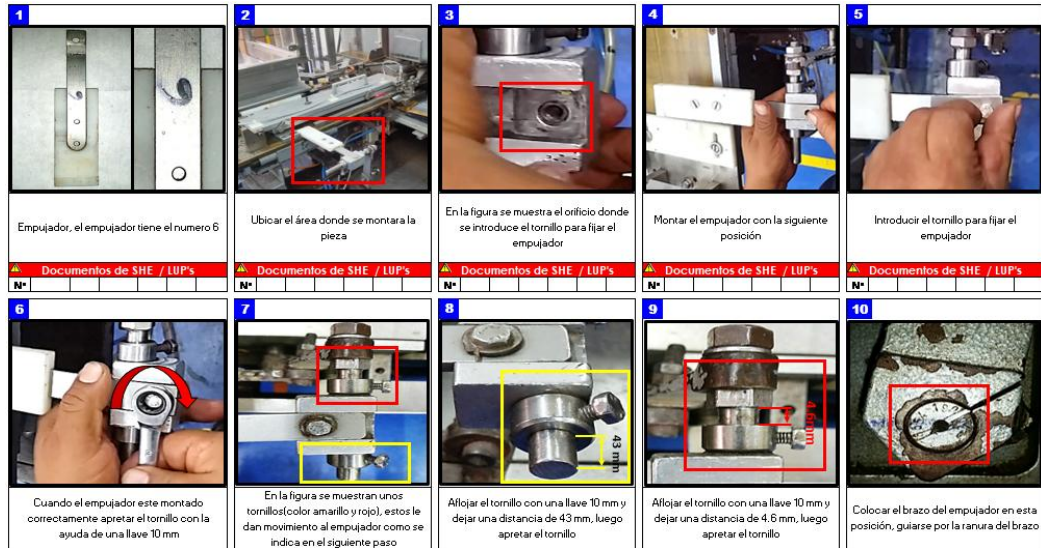 1
2
3
4
5
Empujador, el empujador tiene el numero 6
Ubicar el área donde se montara la
pieza
En la figura se muestra el orificio donde
se introduce el tornillo para fijar el
empujador
Montar el empujador con la siguiente
posición
Introducir el tornillo para fijar el
empujador
Documentos de SHE / LUP's
Documentos de SHE / LUP's
Documentos de SHE / LUP's
Documentos de SHE / LUP's
Documentos de SHE / LUP's
N°
N°
N°
N°
N°
6
7
8
9
10
43 mm
4.6mm
Cuando el empujador este montado
correctamente apretar el tornillo con la
ayuda de una llave 10 mm
En la figura se muestran unos
tornillos(color amarillo y rojo), estos le
dan movimiento al empujador como se
indica en el siguiente paso
Aflojar el tornillo con una llave 10 mm y
dejar una distancia de 43 mm, luego
apretar el tornillo
Aflojar el tornillo con una llave 10 mm y
dejar una distancia de 4.6 mm, luego
apretar el tornillo
Colocar el brazo del empujador en esta
posición, guiarse por la ranura del brazo